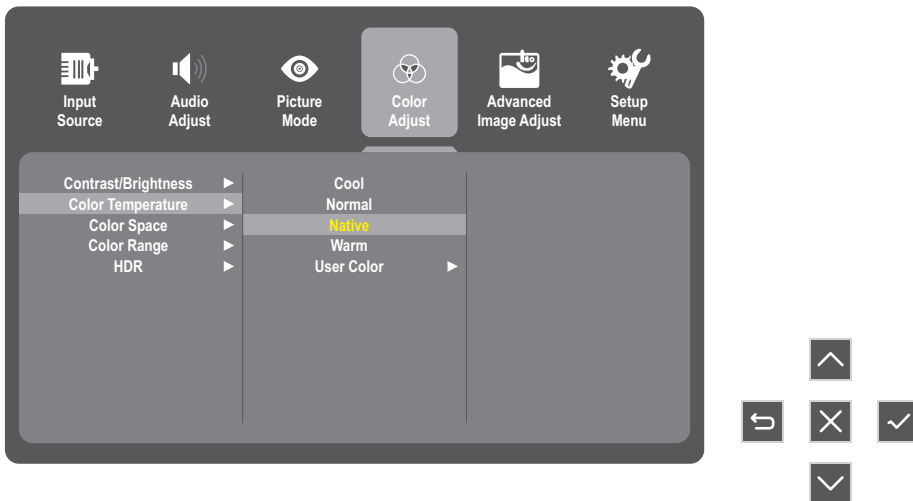 Input
Source
Audio
Adjust
Picture
Mode
Color
Adjust
Advanced
Image Adjust
Setup
Menu
Contrast/Brightness
Color Temperature
Color Space
Color Range
HDR
Cool
Normal
Native
Warm
User Color